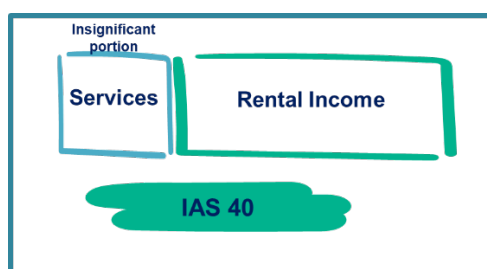 Insignificant
portion
Services
Rental Income
IAS 40